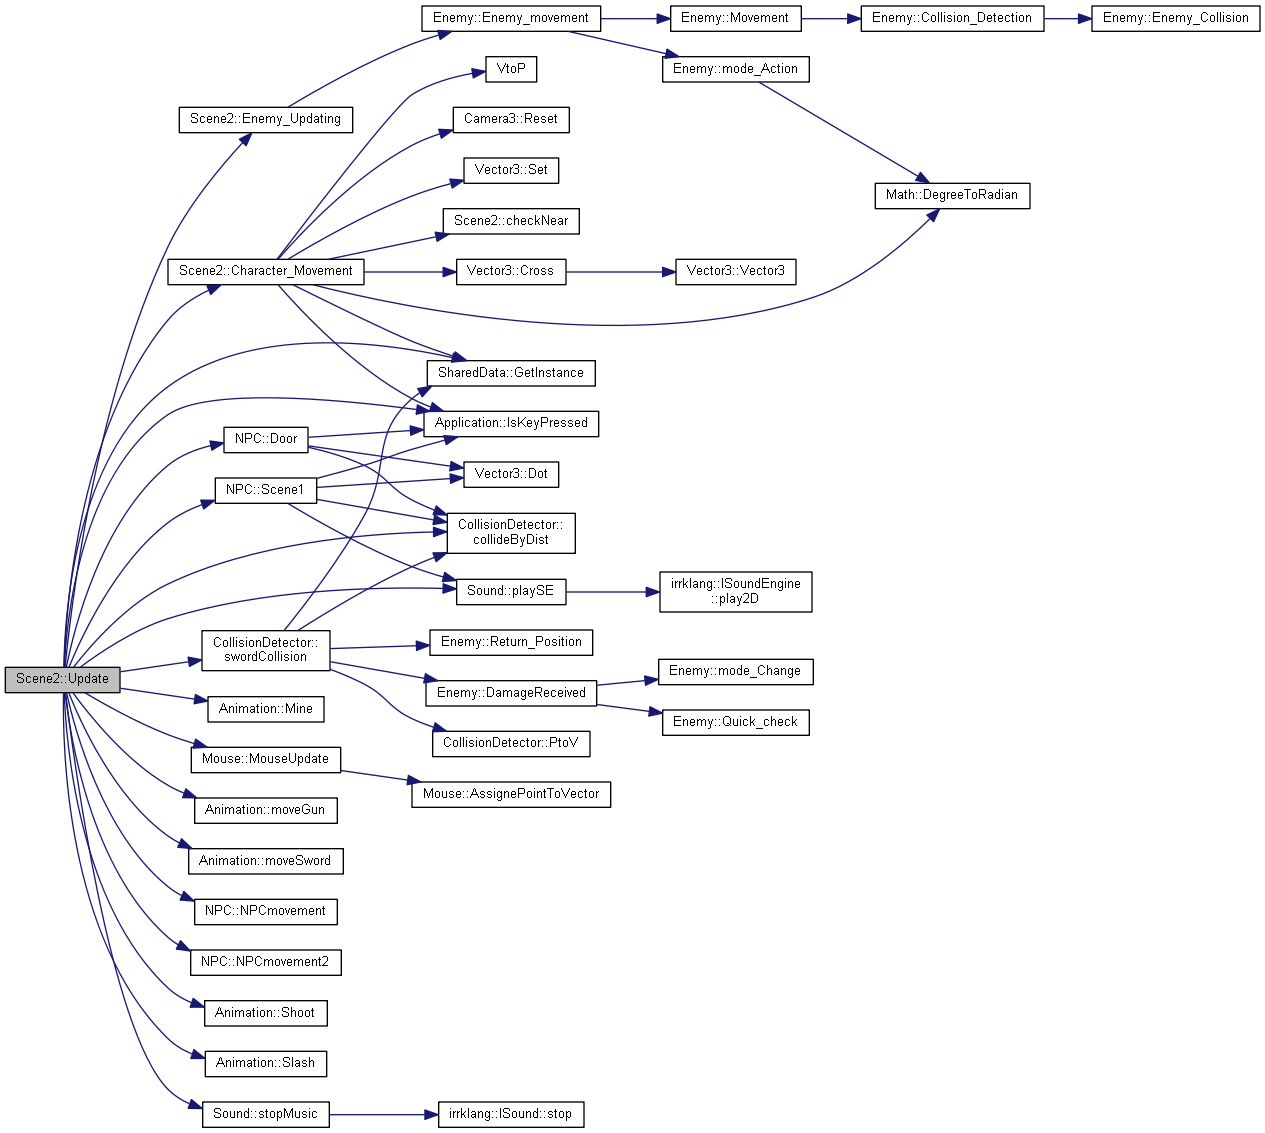 Enemy::Enemy_movement
Enemy::Movement
Enemy::Collision_Detection
Enemy::Enemy_Collision
VtoP
Enemy::mode_Action
Scene2::Enemy_Updating
Camera3::Reset
Vector3::Set
Math::DegreeToRadian
Scene2::checkNear
Scene2::Character_Movement
Vector3::Cross
Vector3::Vector3
SharedData::GetInstance
Application::IsKeyPressed
NPC::Door
Vector3::Dot
NPC::Scene1
CollisionDetector::
collideByDist
Sound::playSE
irrklang::ISoundEngine
::play2D
CollisionDetector::
swordCollision
Enemy::Return_Position
Scene2::Update
Enemy::mode_Change
Enemy::DamageReceived
Animation::Mine
Enemy::Quick_check
CollisionDetector::PtoV
Mouse::MouseUpdate
Mouse::AssignePointToVector
Animation::moveGun
Animation::moveSword
NPC::NPCmovement
NPC::NPCmovement2
Animation::Shoot
Animation::Slash
Sound::stopMusic
irrklang::ISound::stop